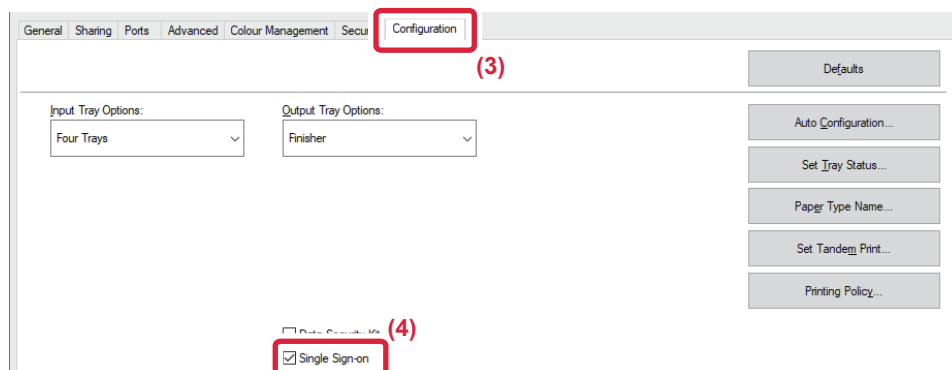 General Sharing Ports Advanced Colour Management Secu Configuration
(3)
Defaults
Input Tray Options: Output Tray Options:
Four Trays Finisher
Auto Configuration...
Set Tray Status...
Paper Type Name...
Set Tandem Print...
Printing Policy...
(4)
Single Sign-on